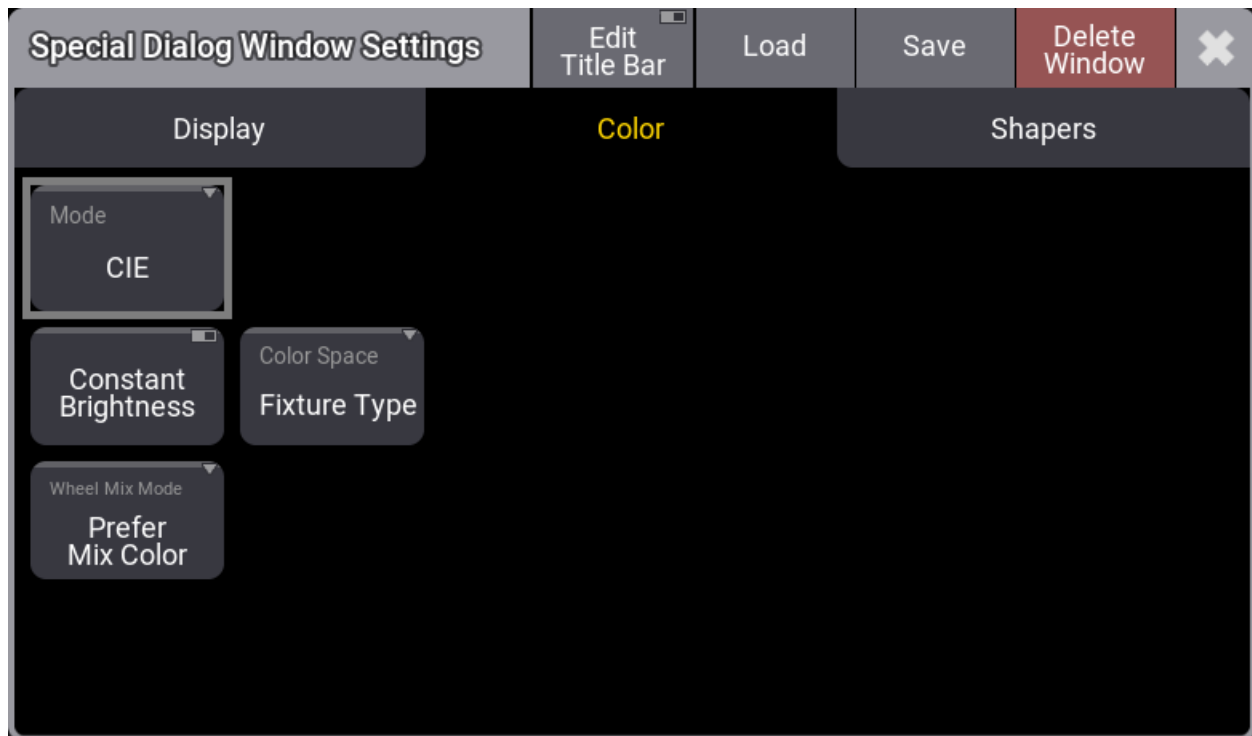 Special Dialog Window Settings
Edit
Title Bar
Load
Save
Delete
Window
Display
Color
Shapers
Mode
CIE
Constant
Brightness
Color Space
Fixture Type
Wheel Mix Mode
Prefer
Mix Color